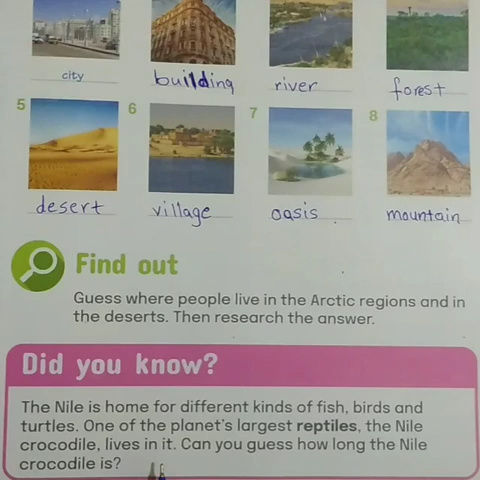 city building river forest
5 6 7 8
desert village oasis mountain
Find out
Guess where people live in the Arctic regions and in
the deserts. Then research the answer.
Did you know?
The Nile is home for different kinds of fish, birds and
turtles. One of the planet's largest reptiles, the Nile
crocodile, lives in it. Can you guess how long the Nile
crocodile is?